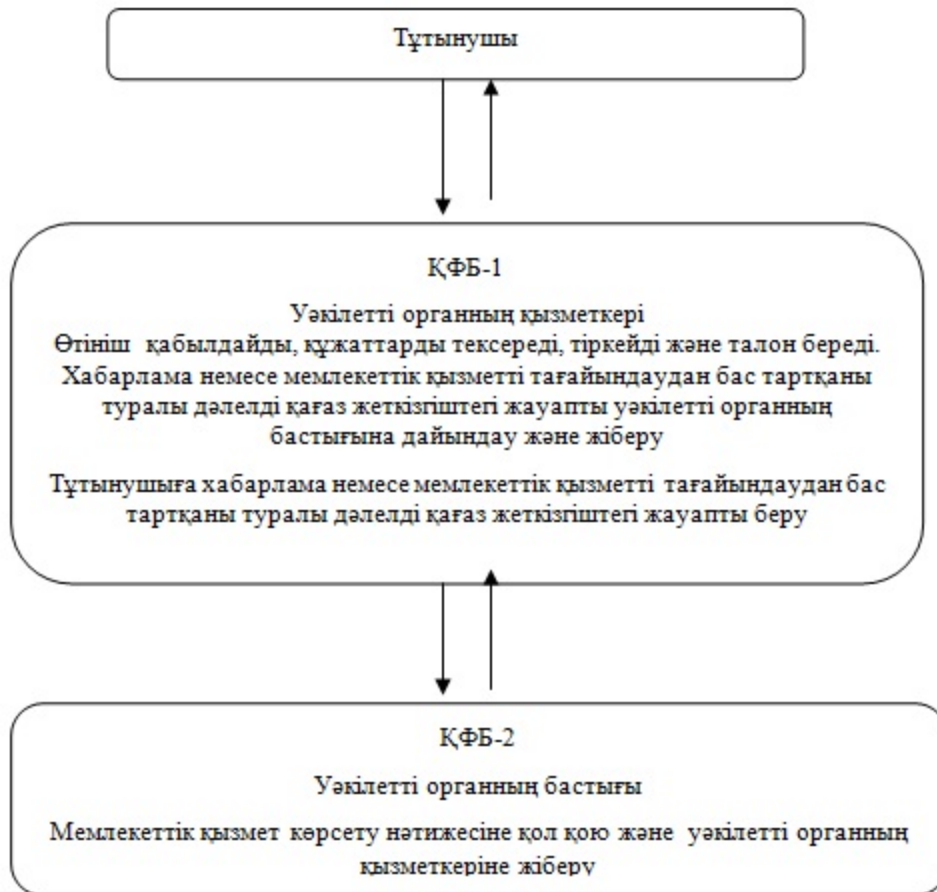 Тұтынушы
ҚФБ-1
Уәкілетті органның қызметкері
Өтініш қабылдайды, құжаттарды тексереді, тіркейді және талон береді.
Хабарлама немесе мемлекеттік қызметті тағайындаудан бас тартқаны
туралы дәлелді қағаз жеткізгіштегі жауапты уәкілетті органның
бастығына дайындау және жіберу
Тұтынушыға хабарлама немесе мемлекеттік қызметті тағайындаудан бас
тартқаны туралы дәлелді қағаз жеткізгіштегі жауапты беру
ҚФБ-2
Уәкілетті органның бастығы
Мемлекеттік қызмет көрсету нәтижесіне қол қою және уәкілетті органның
қызметкеріне жіберу